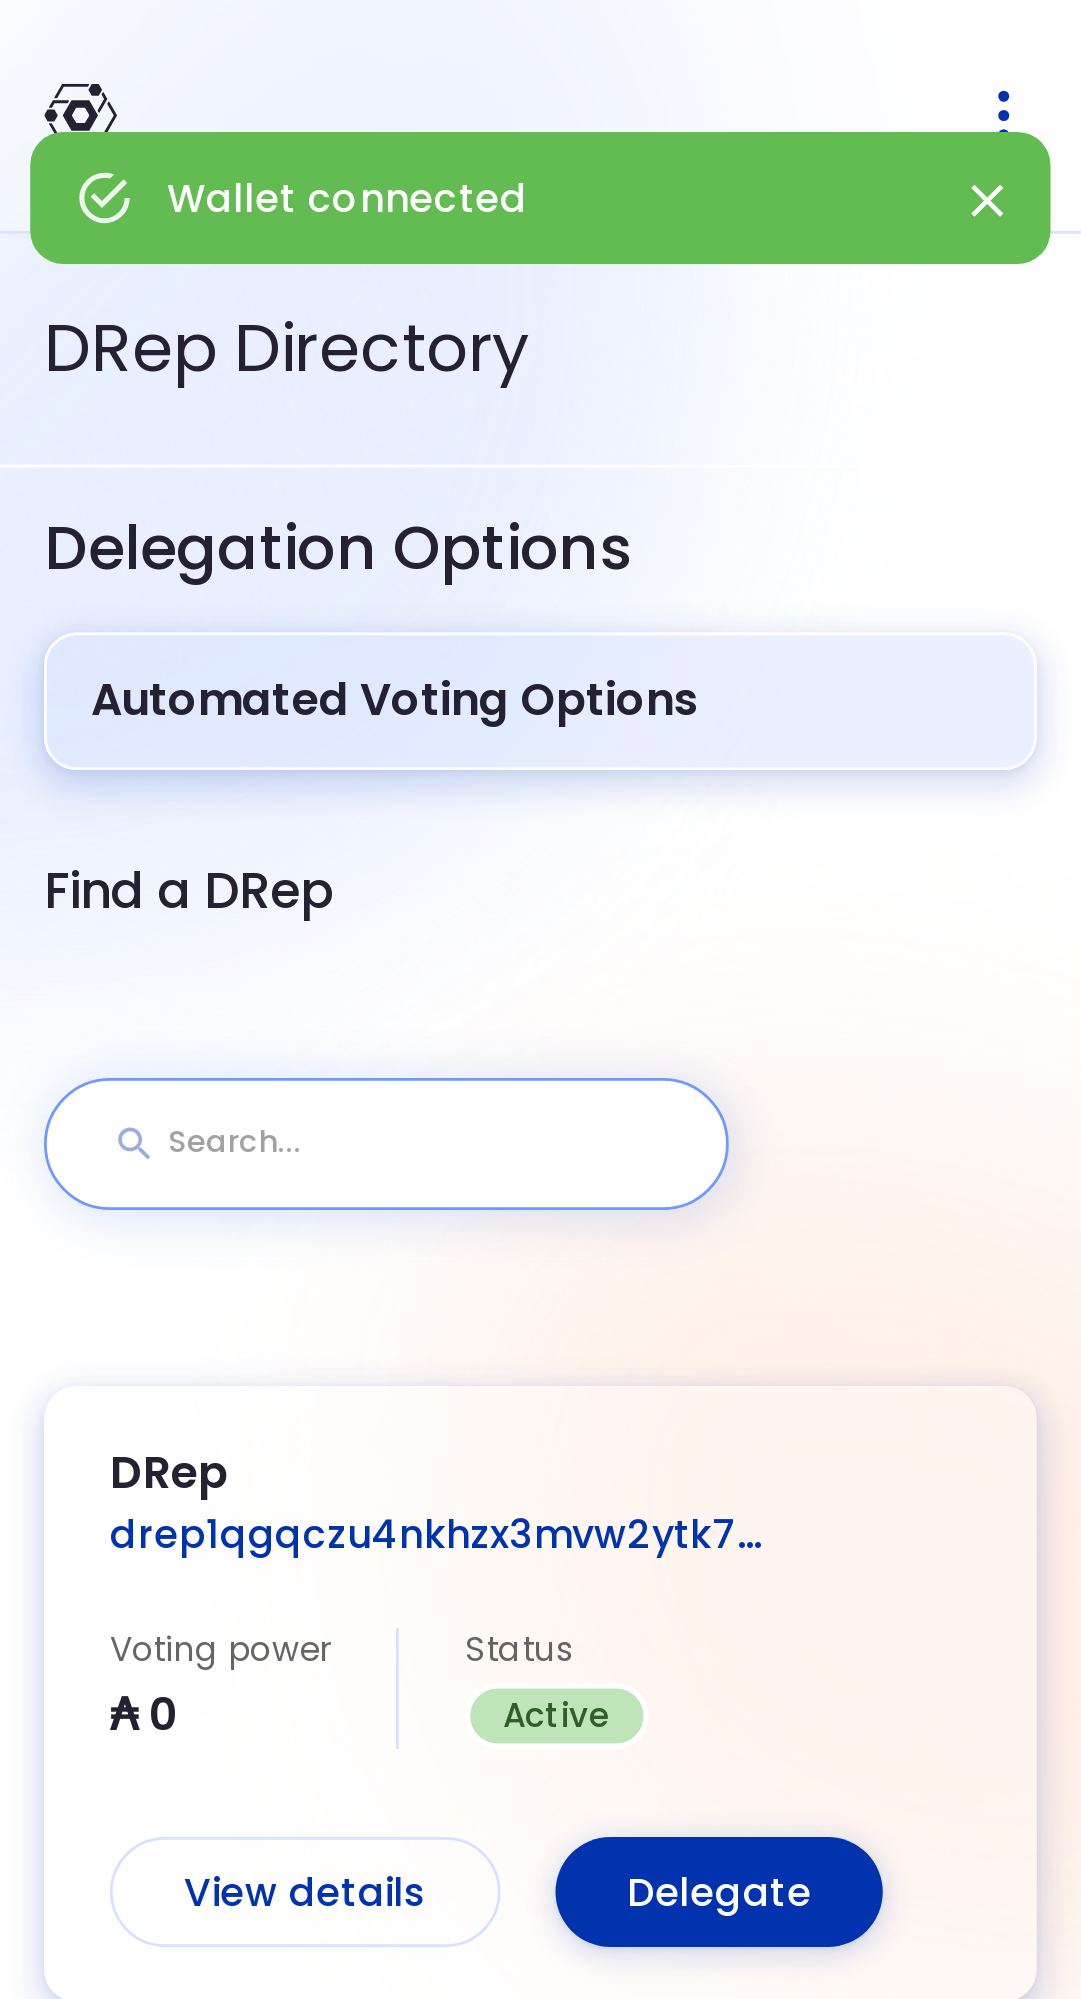 Wallet connected
DRep Directory
Delegation Options
Automated Voting Options
Find a DRep
Search...
DRep
drep1qgqczu4nkhzx3mvw2ytk7...
Voting power
Status
₳ 0
Active
View details
Delegate